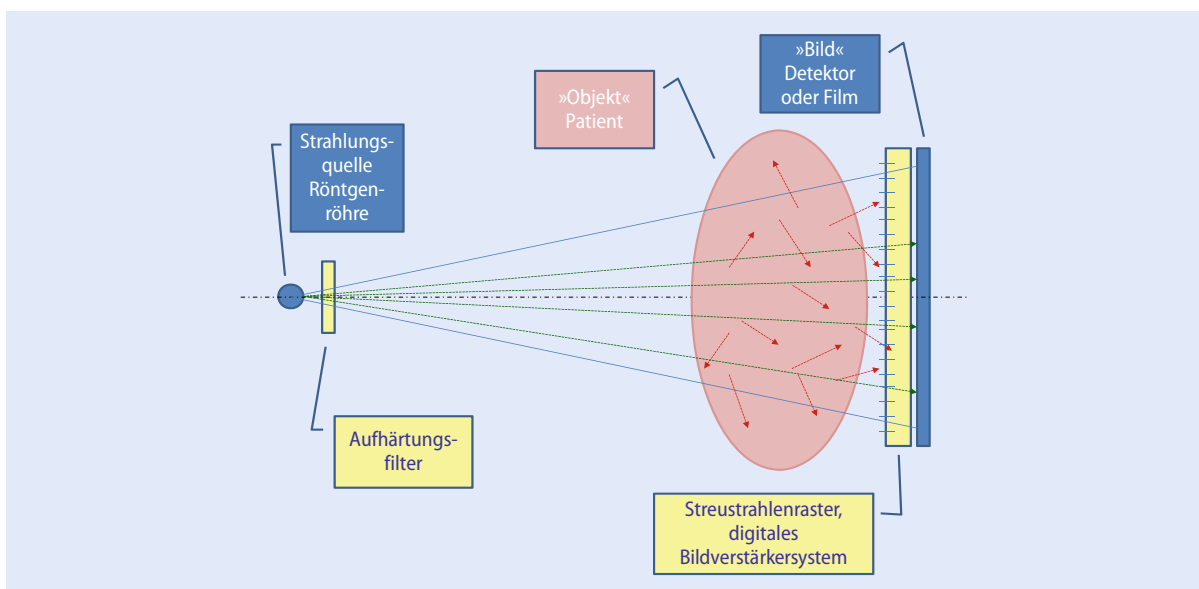 »Bild«
Detektor
oder Film
»Objekt«
Patient
Strahlungs-
quelle
Röntgen-
röhre
Aufhärtungs-
filter
Streustrahlenraster,
digitales
Bildverstärkersystem